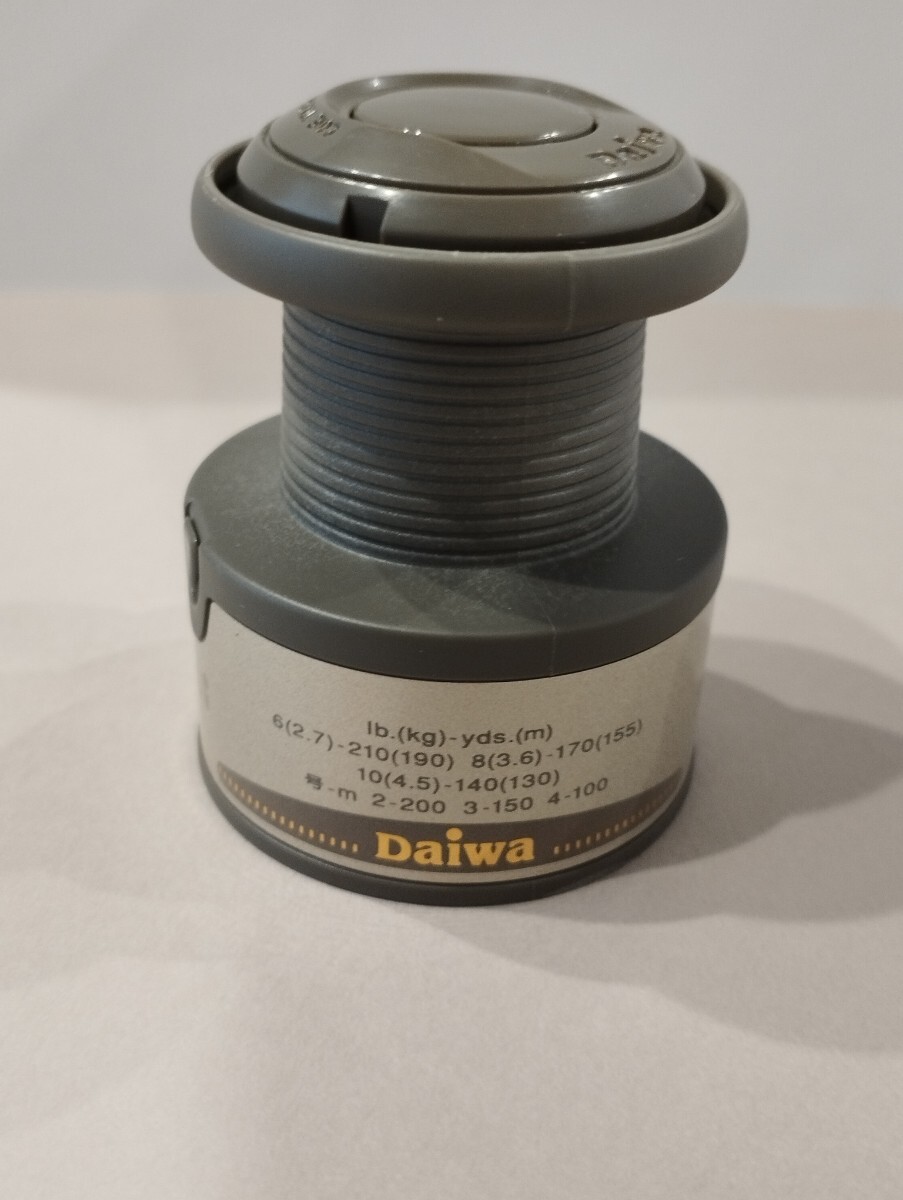 Daiwa
lb.(kg)-yds.(m)
6(2.7)-210(190) 8(3.6)-170(155)
10(4.5)-140(130)
号-m 2-200 3-150 4-100
Daiwa